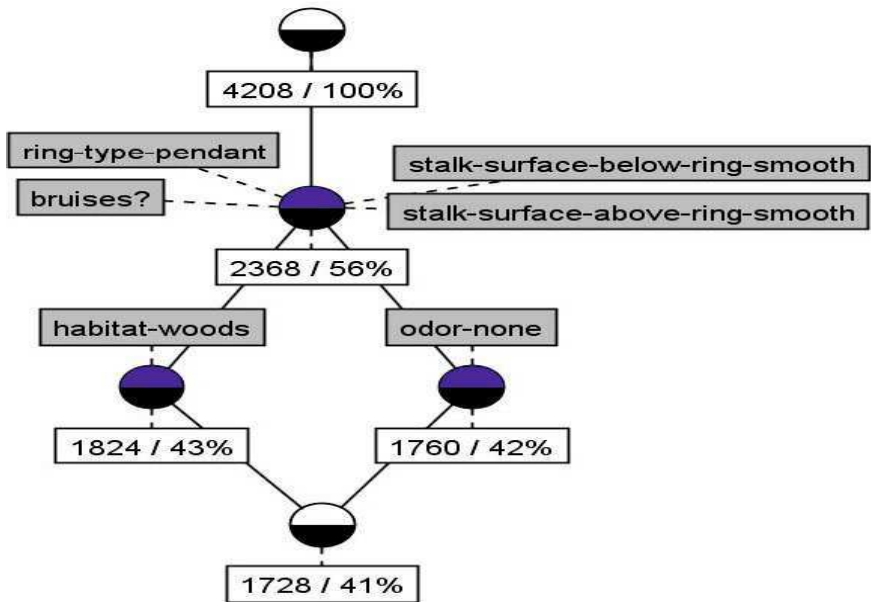 4208 / 100%
ring-type-pendant
stalk-surface-below-ring-smooth
bruises?
stalk-surface-above-ring-smooth
2368 / 56%
habitat-woods
odor-none
1824 / 43%
1760 / 42%
1728 / 41%